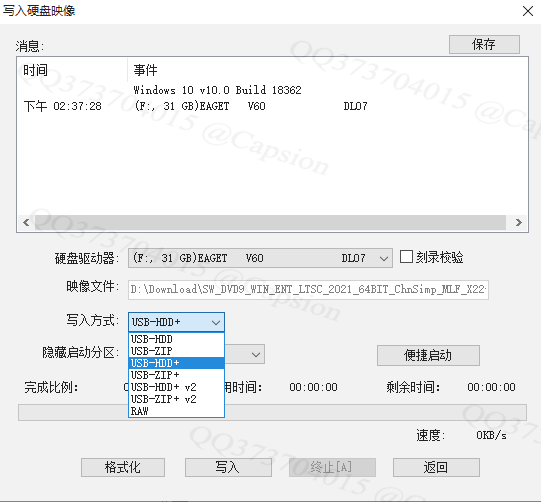 写入硬盘映像
消息:
保存
时间 事件
Windows 10 v10.0 Build 18362
下午 02:37:28 (F:, 31 GB)EAGET V60 DL07
硬盘驱动器: (F:, 31 GB)EAGET V60 DL07 刻录校验
映像文件: D:\Download\SW_DVD9_WIN_ENT_LTSC_2021_64BIT_ChnSimp_MLF_X22-
写入方式: USB-HDD+
USB-HDD
隐藏启动分区: USB-ZIP 便捷启动
USB-HDD+
USB-ZIP+
完成比例: 0 USB-HDD+ v2 用时间: 00:00:00 剩余时间: 00:00:00
USB-ZIP+ v2
RAW
速度: 0KB/s
格式化 写入 终止[A] 返回
QQ373704015 @Capsion
QQ373704015 @Capsion
QQ373704015 @Capsion
QQ373704015 @Capsion